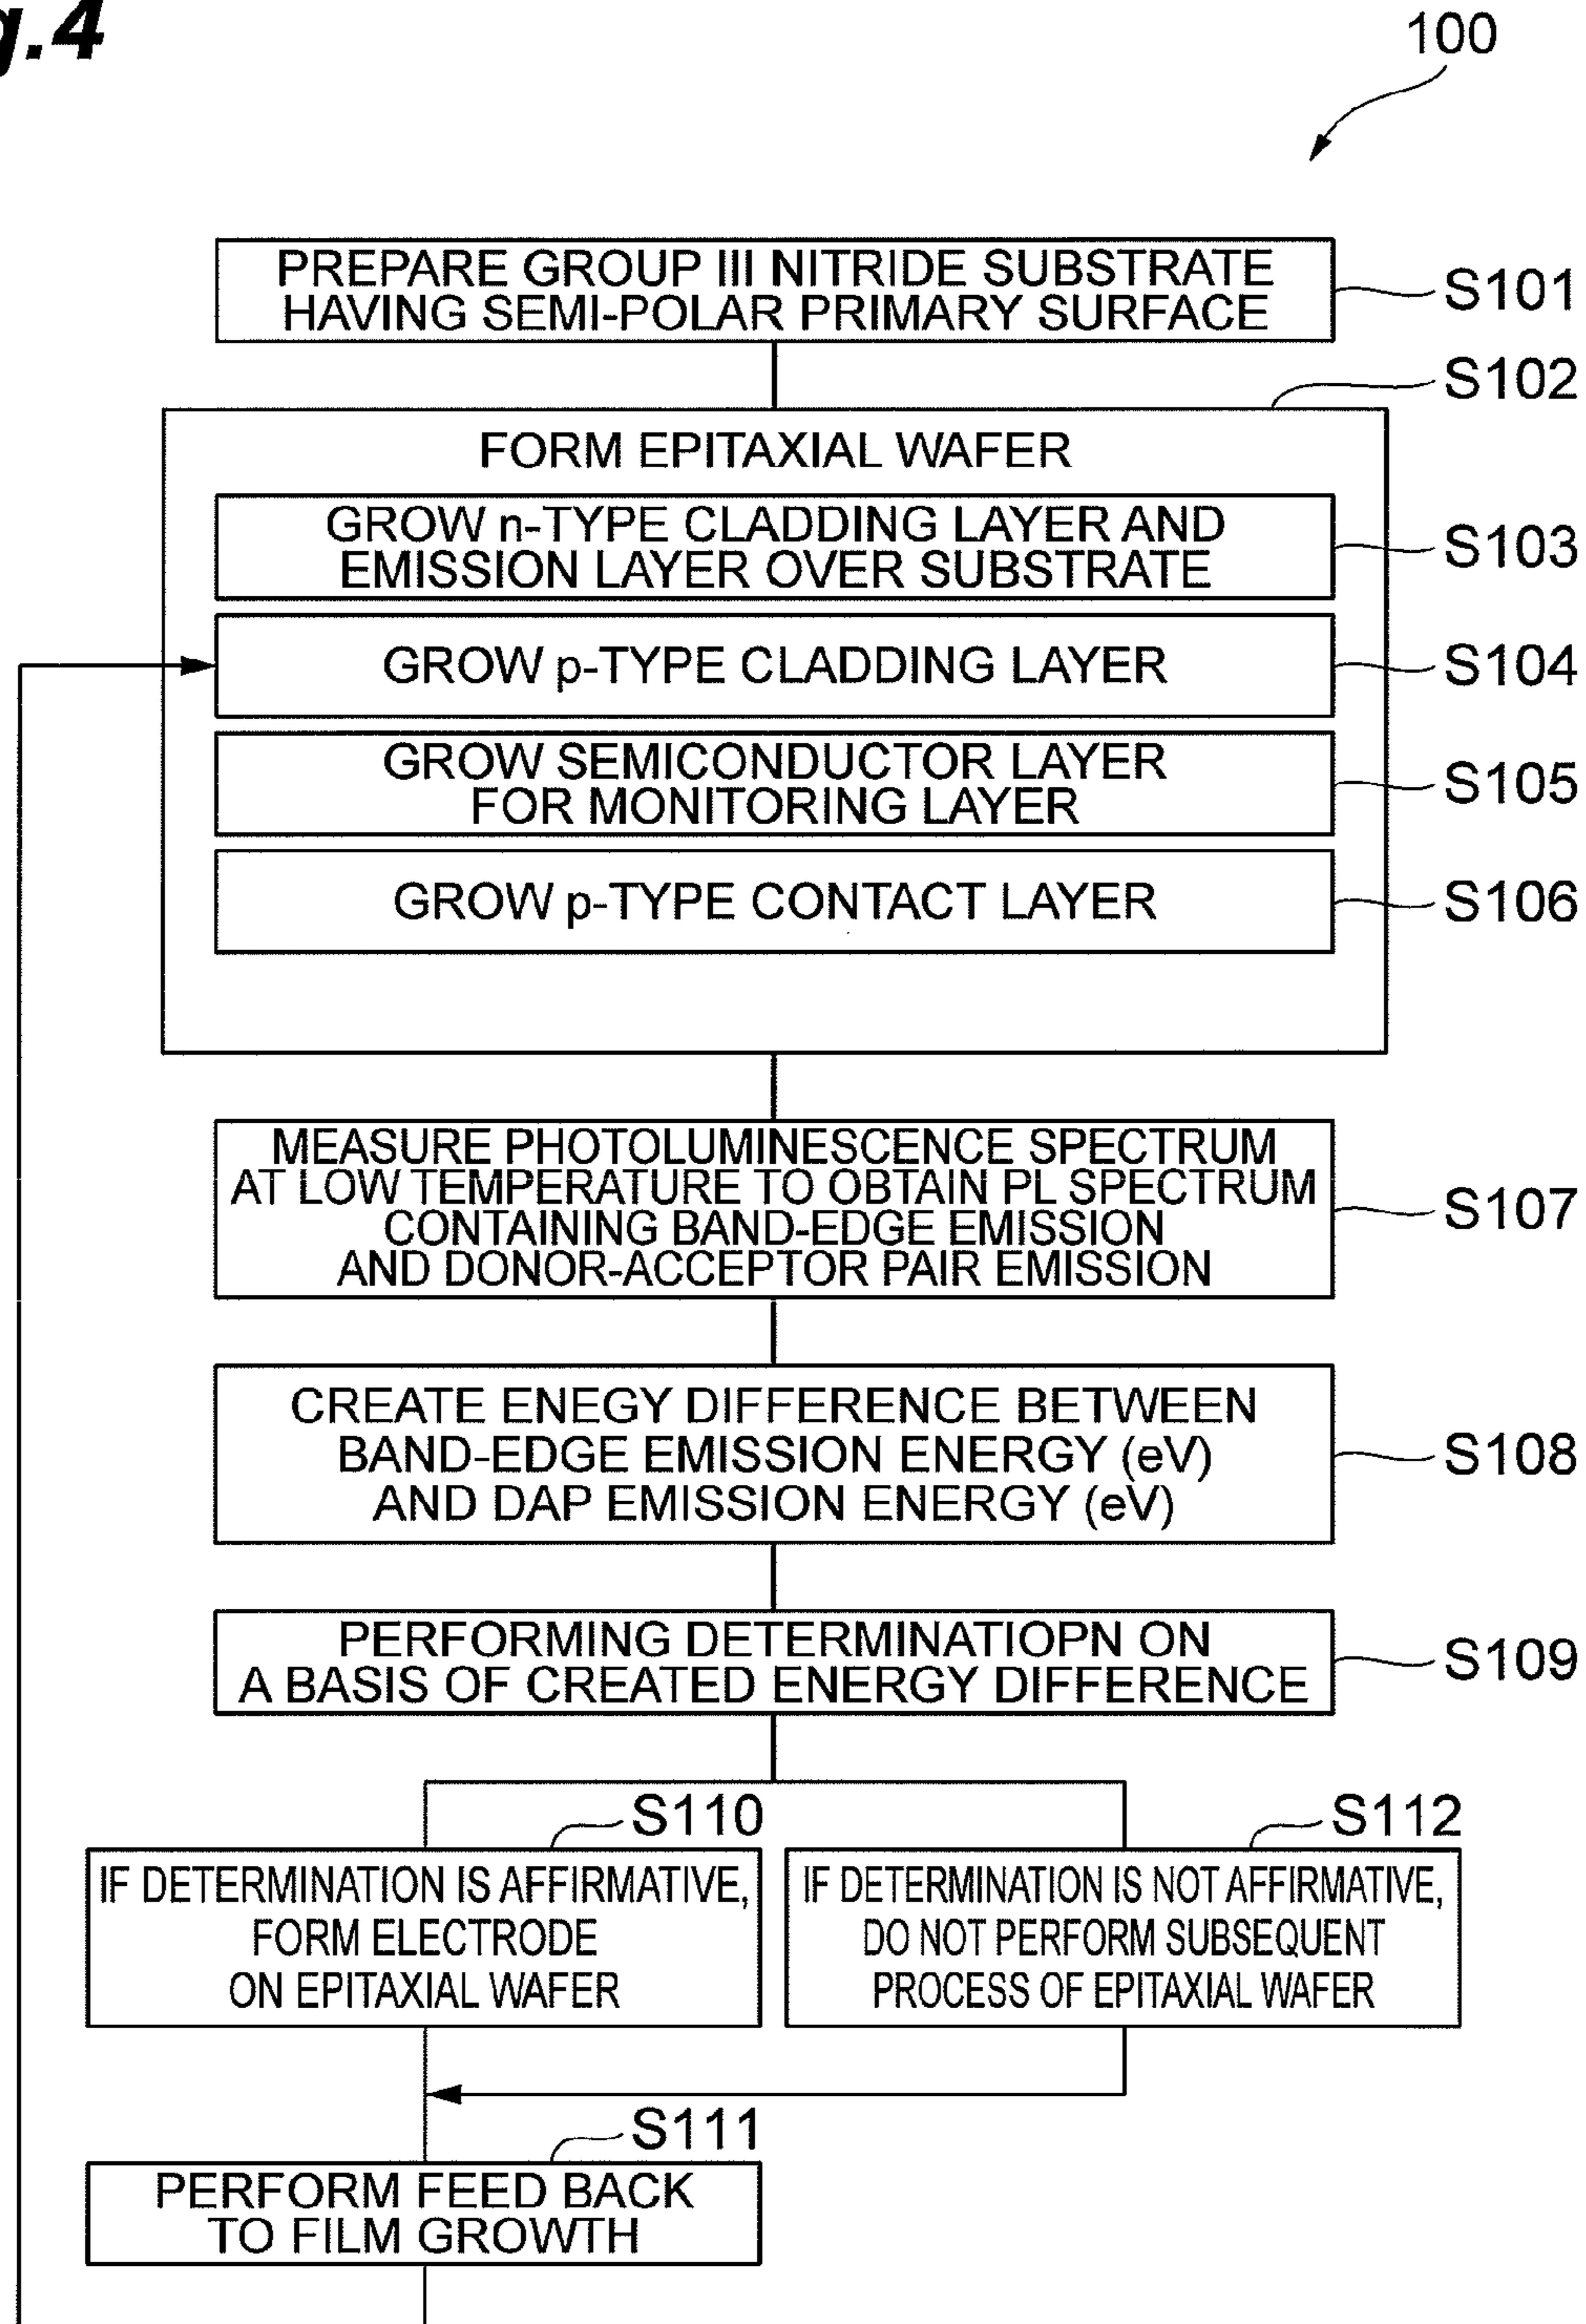 g.4
100
PREPARE GROUP III NITRIDE SUBSTRATE
HAVING SEMI-POLAR PRIMARY SURFACE
S101
S102
FORM EPITAXIAL WAFER
GROW n-TYPE CLADDING LAYER AND
EMISSION LAYER OVER SUBSTRATE
S103
GROW p-TYPE CLADDING LAYER
S104
GROW SEMICONDUCTOR LAYER
FOR MONITORING LAYER
S105
GROW p-TYPE CONTACT LAYER
S106
MEASURE PHOTOLUMINESCENCE SPECTRUM
AT LOW TEMPERATURE TO OBTAIN PL SPECTRUM
CONTAINING BAND-EDGE EMISSION
AND DONOR-ACCEPTOR PAIR EMISSION
S107
CREATE ENEGY DIFFERENCE BETWEEN
BAND-EDGE EMISSION ENERGY (eV)
AND DAP EMISSION ENERGY (eV)
S108
PERFORMING DETERMINATIOPN ON
A BASIS OF CREATED ENERGY DIFFERENCE
S109
S110
IF DETERMINATION IS AFFIRMATIVE,
FORM ELECTRODE
ON EPITAXIAL WAFER
S112
IF DETERMINATION IS NOT AFFIRMATIVE,
DO NOT PERFORM SUBSEQUENT
PROCESS OF EPITAXIAL WAFER
S111
PERFORM FEED BACK
TO FILM GROWTH